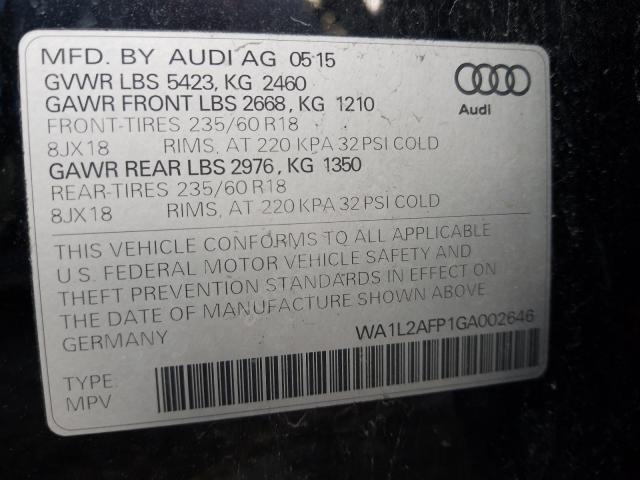 MFD. BY AUDI AG 05 15
GVWR LBS 5423, KG 2460
GAWR FRONT LBS 2668, KG 1210
FRONT-TIRES 235/60 R18
8JX18 RIMS, AT 220 KPA 32 PSI COLD
GAWR REAR LBS 2976, KG 1350
REAR-TIRES 235/60 R18
8JX18 RIMS, AT 220 KPA 32 PSI COLD
Audi
THIS VEHICLE CONFORMS TO ALL APPLICABLE
U.S. FEDERAL MOTOR VEHICLE SAFETY AND
THEFT PREVENTION STANDARDS IN EFFECT ON
THE DATE OF MANUFACTURE SHOWN ABOVE.
GERMANY WA1L2AFP1GA002646
TYPE:
MPV